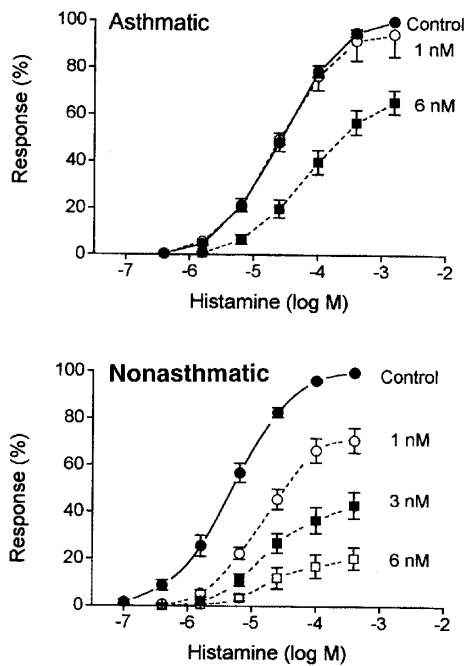 Asthmatic
Response (%)
100
80
60
40
20
0
Control
1 nM
6 nM
-7 -6 -5 -4 -3 -2
Histamine (log M)
Nonasthmatic
Response (%)
100
80
60
40
20
0
Control
1 nM
3 nM
6 nM
-7 -6 -5 -4 -3 -2
Histamine (log M)